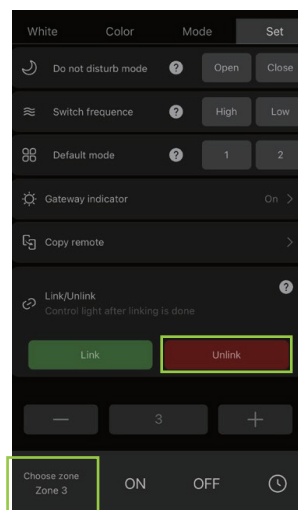 White Color Mode Set
Do not disturb mode ? Open Close
Switch frequence ? High Low
Default mode ? 1 2
Gateway indicator On >
Copy remote >
Link/Unlink ?
Control light after linking is done
Link Unlink
— 3 +
Choose zone
Zone 3 ON OFF